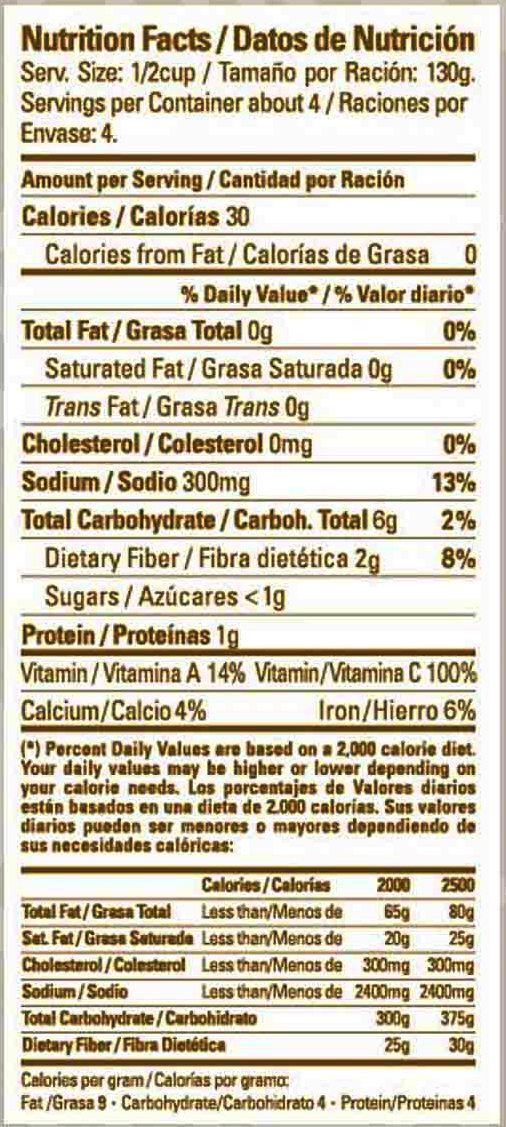 Nutrition Facts / Datos de Nutrición
Serv. Size: 1/2cup / Tamaño por Ración: 130g.
Servings per Container about 4 / Raciones por
Envase: 4.
Amount per Serving / Cantidad por Ración
Calories / Calorías 30
Calories from Fat / Calorías de Grasa 0
% Daily Value* / % Valor diario*
Total Fat / Grasa Total 0g 0%
Saturated Fat / Grasa Saturada 0g 0%
Trans Fat / Grasa Trans 0g
Cholesterol / Colesterol 0mg 0%
Sodium / Sodio 300mg 13%
Total Carbohydrate / Carboh. Total 6g 2%
Dietary Fiber / Fibra dietética 2g 8%
Sugars / Azúcares <1g
Protein / Proteínas 1g
Vitamin / Vitamina A 14% Vitamin/Vitamina C 100%
Calcium/Calcio 4% Iron/Hierro 6%
(*) Percent Daily Values are based on a 2,000 calorie diet.
Your daily values may be higher or lower depending on
your calorie needs. Los porcentajes de Valores diarios
están basados en una dieta de 2.000 calorías. Sus valores
diarios pueden ser menores o mayores dependiendo de
sus necesidades calóricas:
Calories / Calorías 2000 2500
Total Fat / Grasa Total Less than/Menos de 65g 80g
Sat. Fat / Grasa Saturada Less than/Menos de 20g 25g
Cholesterol / Colesterol Less than/Menos de 300mg 300mg
Sodium / Sodio Less than/Menos de 2400mg 2400mg
Total Carbohydrate / Carbohidrato 300g 375g
Dietary Fiber / Fibra Dietética 25g 30g
Calories per gram / Calorías por gramo:
Fat /Grasa 9 • Carbohydrate/Carbohidrato 4 • Protein/Proteinas 4